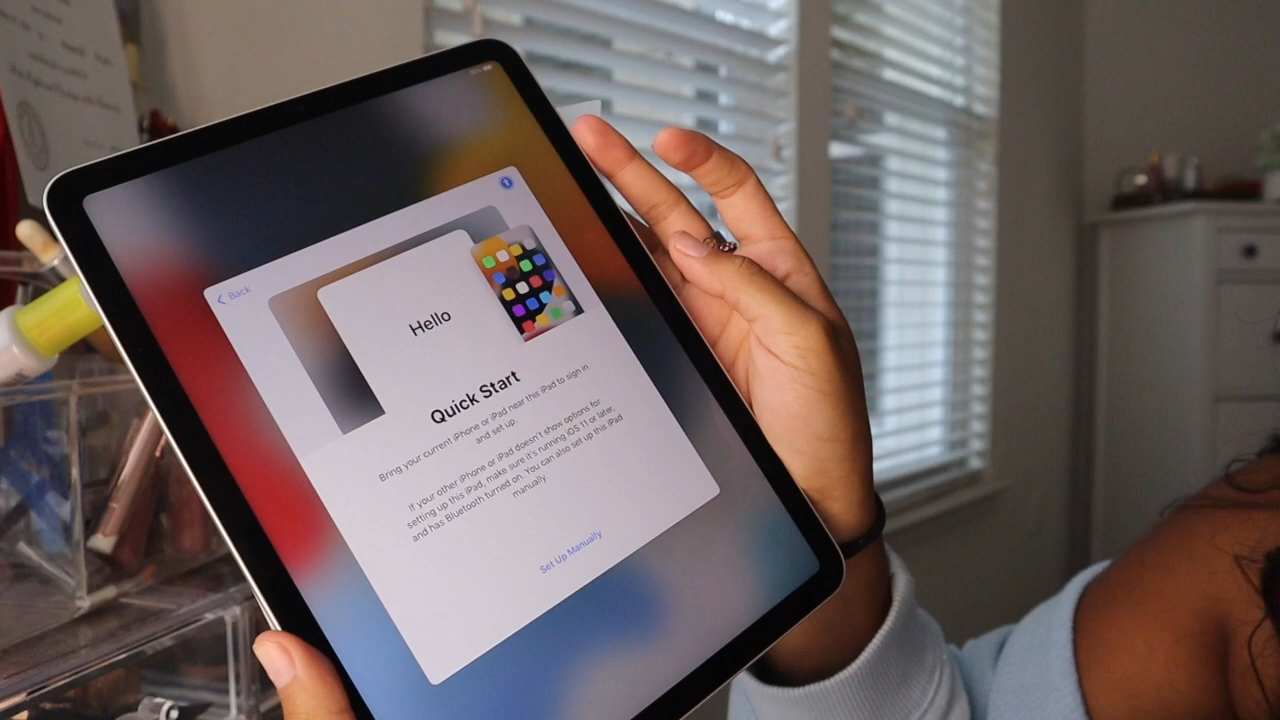 Back
Hello
Quick Start
Bring your current iPhone or iPad near this iPad to sign in
and set up.
If your other iPhone or iPad doesn't show options for
setting up this iPad, make sure it's running iOS 11 or later,
and has Bluetooth turned on. You can also set up this iPad
manually.
Set Up Manually